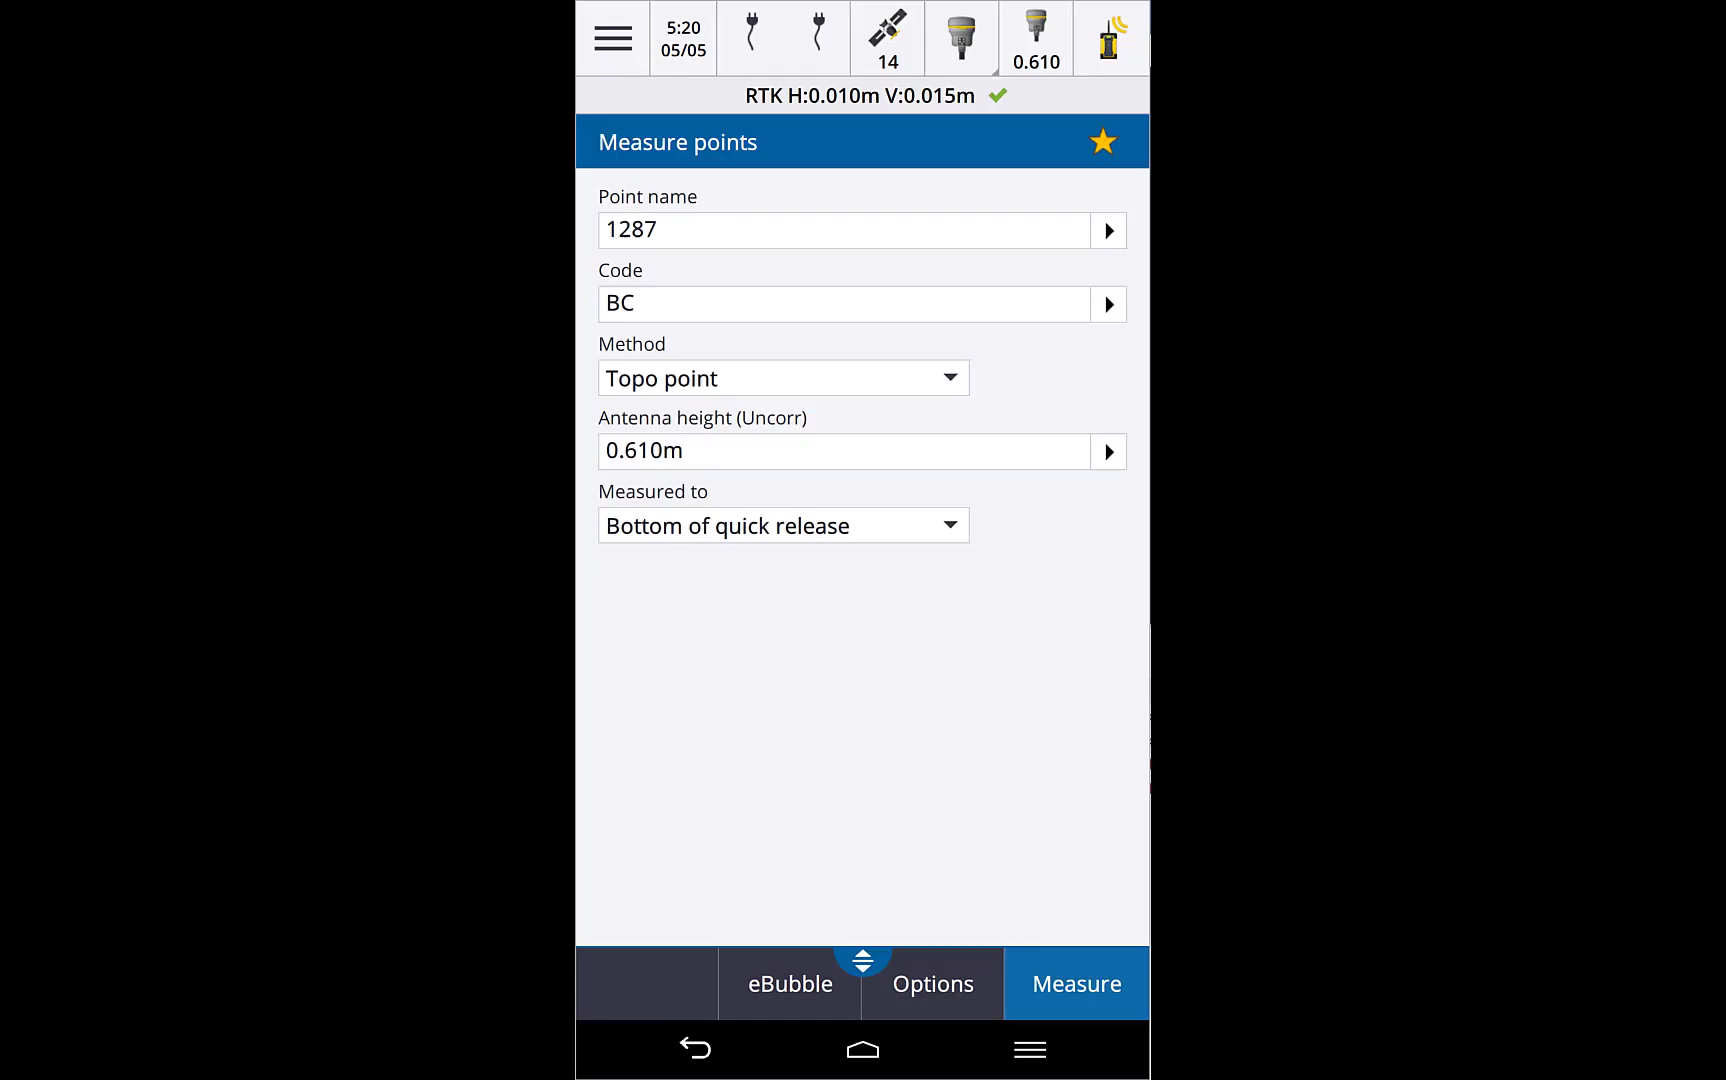 5:20
05/05
14
0.610
RTK H:0.010m V:0.015m
Measure points
Point name
1287
Code
BC
Method
Topo point
Antenna height (Uncorr)
0.610m
Measured to
Bottom of quick release
eBubble
Options
Measure